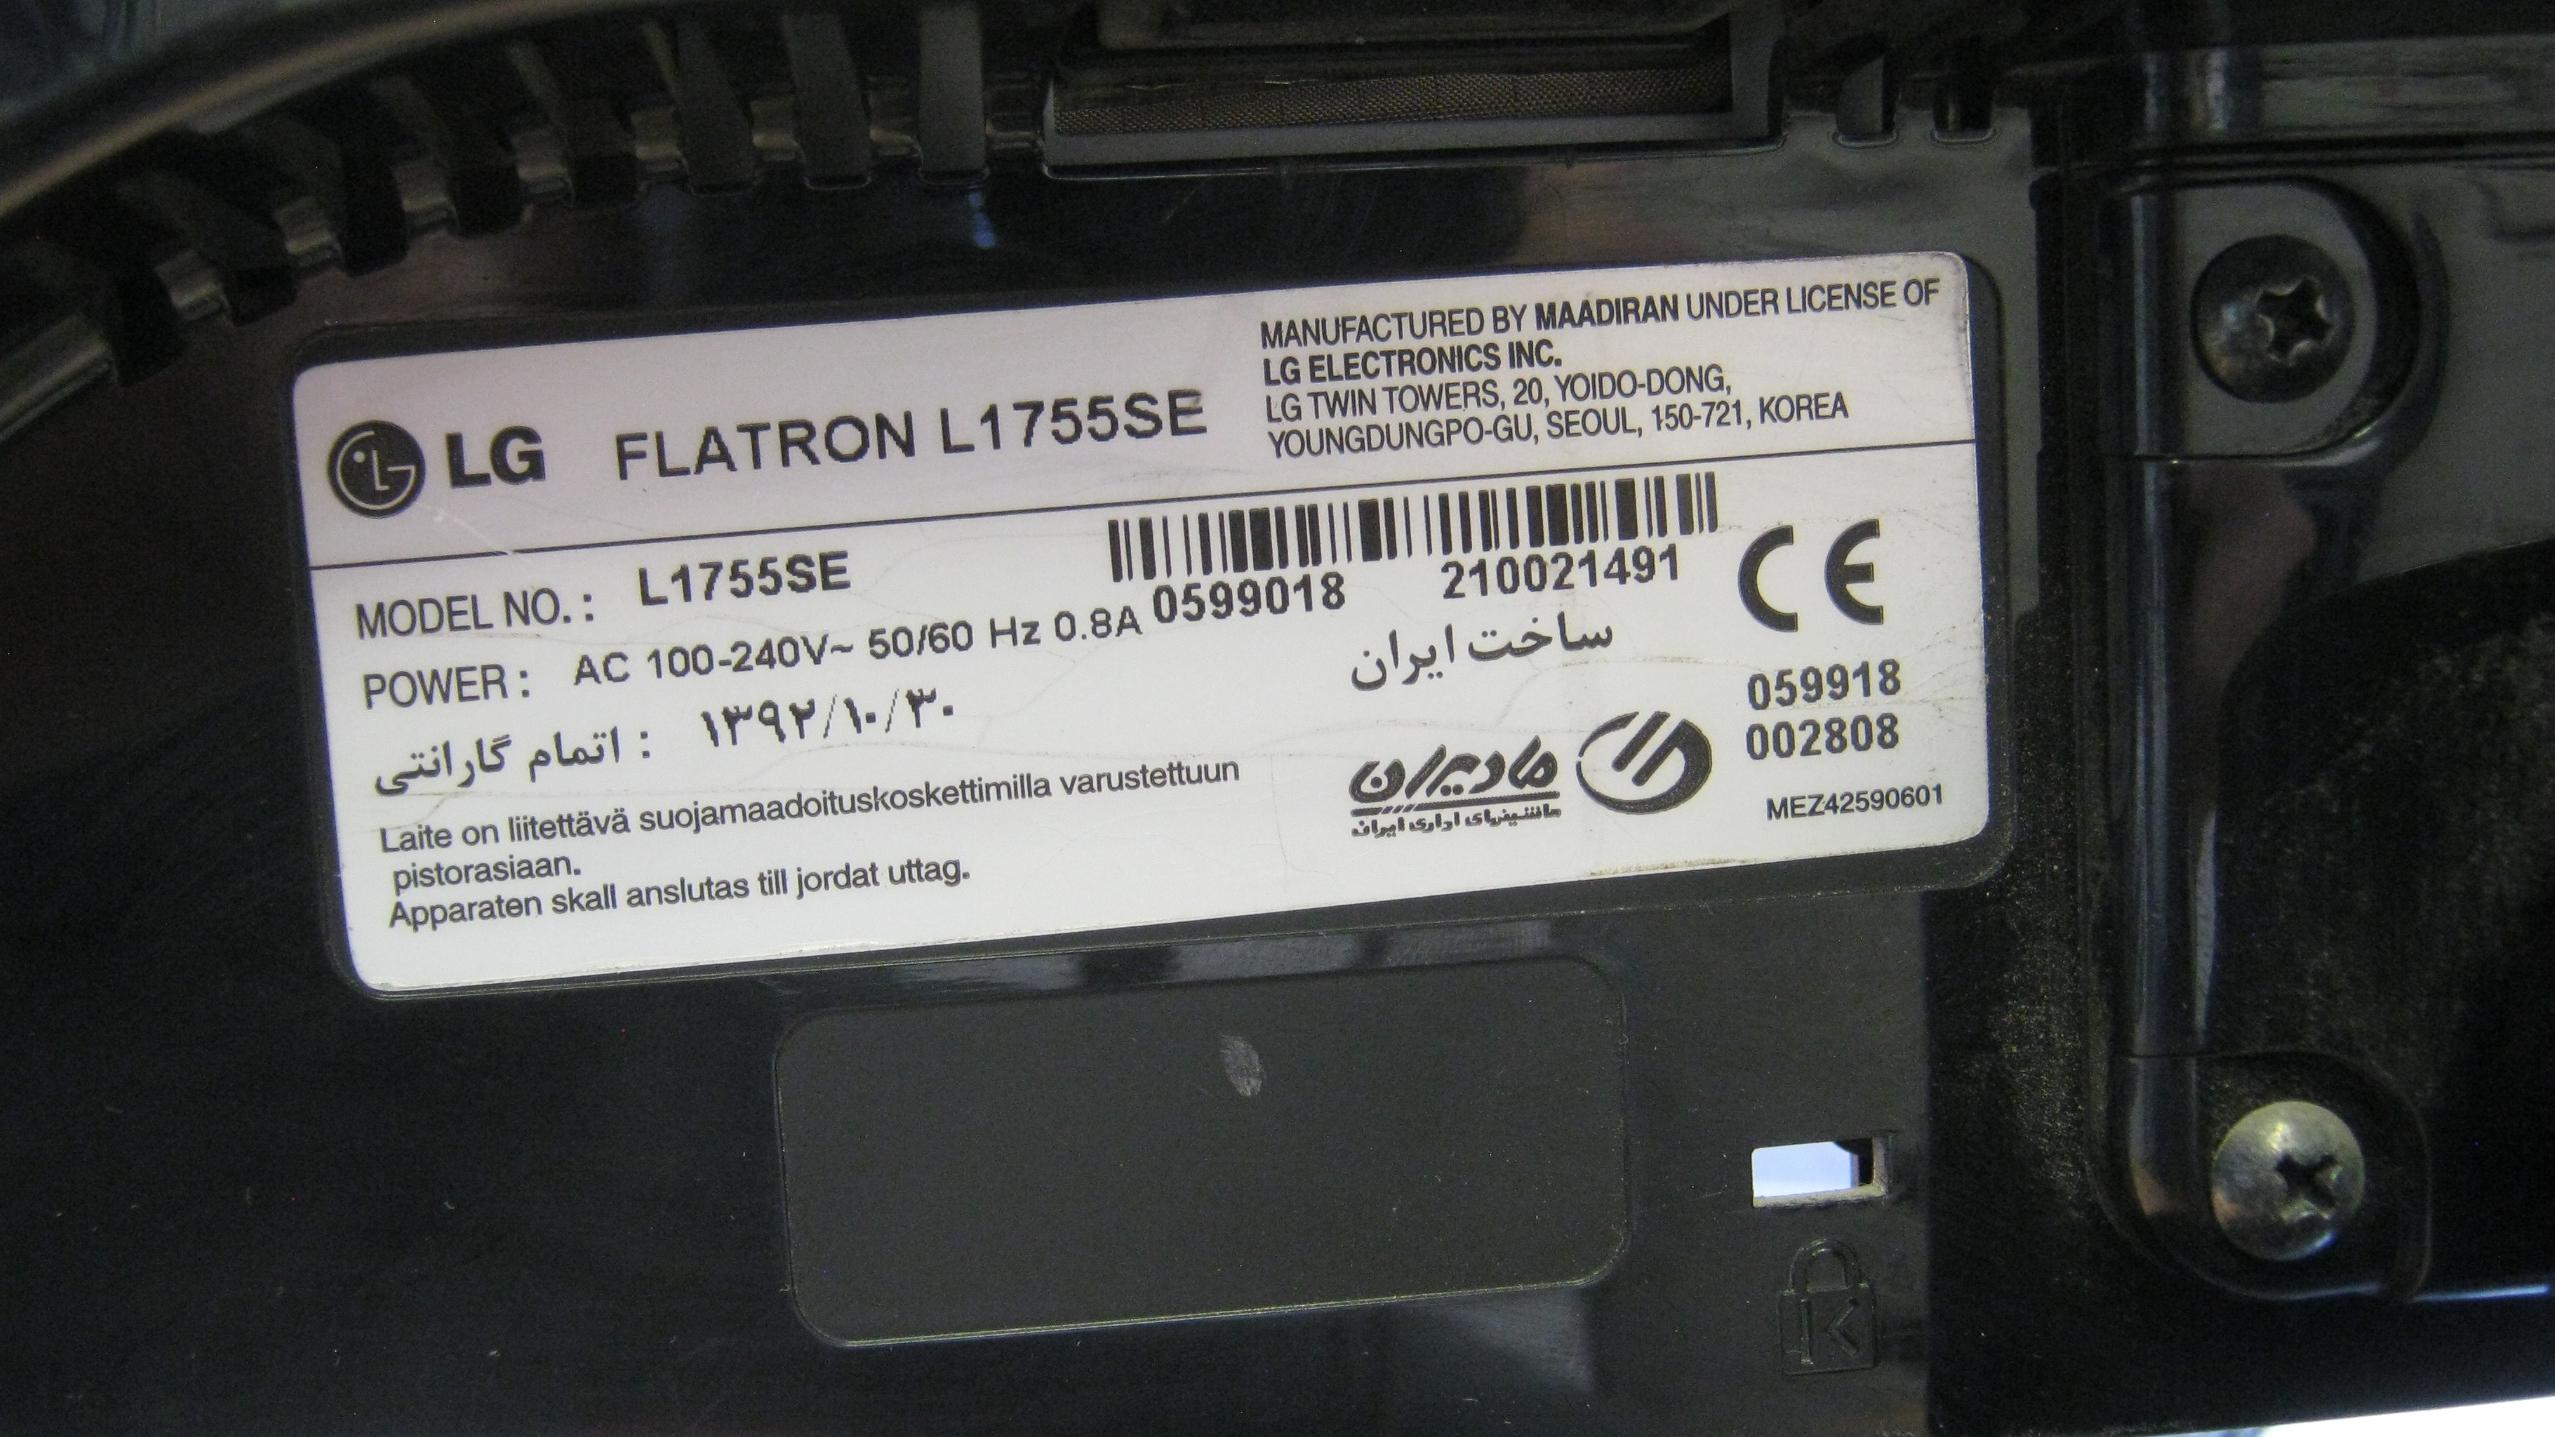 LG FLATRON L1755SE
MANUFACTURED BY MAADIRAN UNDER LICENSE OF
LG ELECTRONICS INC.
LG TWIN TOWERS, 20, YOIDO-DONG,
YOUNGDUNGPO-GU, SEOUL, 150-721, KOREA
MODEL NO. : L1755SE
0599018 210021491
POWER : AC 100-240V~ 50/60 Hz 0.8A
ساخت ایران
اتمام گارانتی : ۱۳۹۲/۱۰/۳۰
CE
059918
002808
مادیران
ماشینهای اداری ایران
MEZ42590601
Laite on liitettävä suojamaadoituskoskettimilla varustettuun
pistorasiaan.
Apparaten skall anslutas till jordat uttag.
K